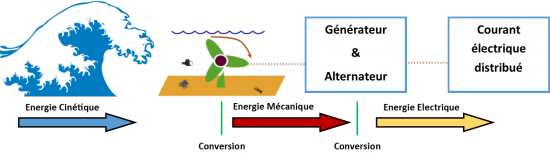 Générateur
&
Alternateur
Courant
électrique
distribué
Energie Cinétique
Energie Mécanique
Energie Electrique
Conversion
Conversion